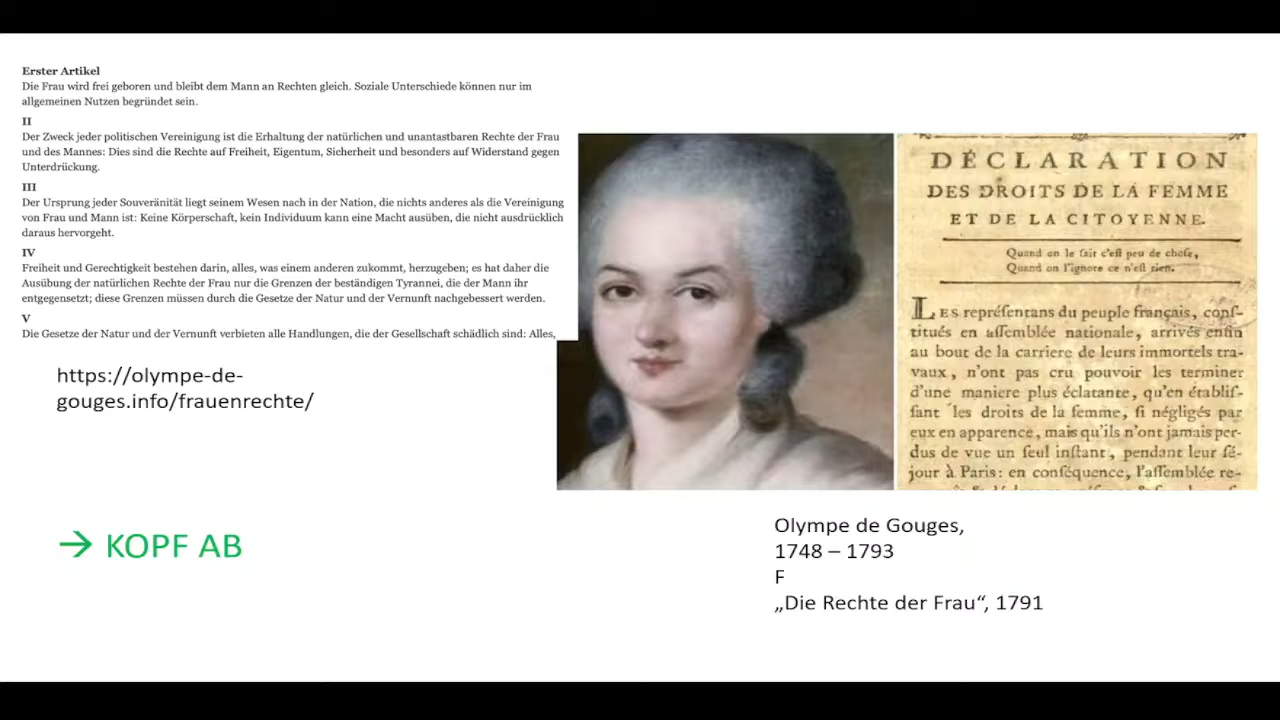 Erster Artikel
Die Frau wird frei geboren und bleibt dem Mann an Rechten gleich. Soziale Unterschiede können nur im
allgemeinen Nutzen begründet sein.
II
Der Zweck jeder politischen Vereinigung ist die Erhaltung der natürlichen und unantastbaren Rechte der Frau
und des Mannes: Dies sind die Rechte auf Freiheit, Eigentum, Sicherheit und besonders auf Widerstand gegen
Unterdrückung.
III
Der Ursprung jeder Souveränität liegt seinem Wesen nach in der Nation, die nichts anderes als die Vereinigung
von Frau und Mann ist: Keine Körperschaft, kein Individuum kann eine Macht ausüben, die nicht ausdrücklich
daraus hervorgeht.
IV
Freiheit und Gerechtigkeit bestehen darin, alles, was einem anderen zukommt, herzugeben; es hat daher die
Ausübung der natürlichen Rechte der Frau nur die Grenzen der beständigen Tyrannei, die der Mann ihr
entgegensetzt; diese Grenzen müssen durch die Gesetze der Natur und der Vernunft nachgebessert werden.
V
Die Gesetze der Natur und der Vernunft verbieten alle Handlungen, die der Gesellschaft schädlich sind: Alles,
https://olympe-de-
gouges.info/frauenrechte/
→ KOPF AB
DÉCLARATION
DES DROITS DE LA FEMME
ET DE LA CITOYENNE.
Quand on le fait c'eſt peu de choſe,
Quand on l'ignore ce n'eſt rien.
LES repréſentans du peuple français, conſ-
titués en aſſemblée nationale, arrivés enfin
au bout de la carriere de leurs immortels tra-
vaux, n'ont pas cru pouvoir les terminer
d'une maniere plus éclatante, qu'en établiſ-
ſant les droits de la femme, ſi négligés par
eux en apparence, mais qu'ils n'ont jamais per-
dus de vue un ſeul inſtant, pendant leur ſé-
jour à Paris: en conſéquence, l'aſſemblée re-
Olympe de Gouges,
1748 – 1793
F
„Die Rechte der Frau“, 1791